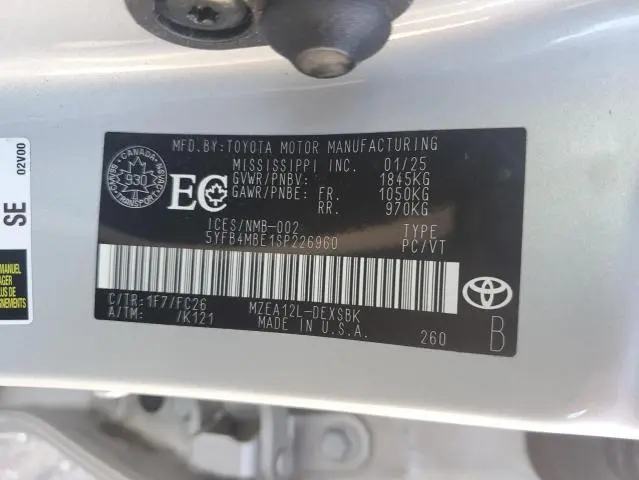 MFD.BY:TOYOTA MOTOR MANUFACTURING
MISSISSIPPI INC. 01/25
GVWR/PNBV: 1845KG
GAWR/PNBE: FR. 1050KG
RR. 970KG
CANADA
930
EC
ICES/NMB-002 TYPE
5YFB4MBE1SP226960 PC/VT
C/TR:1F7/FC26 MZEA12L-DEXSBK
A/TM: /K121 MADE IN U.S.A. 260
B
SE 02V00